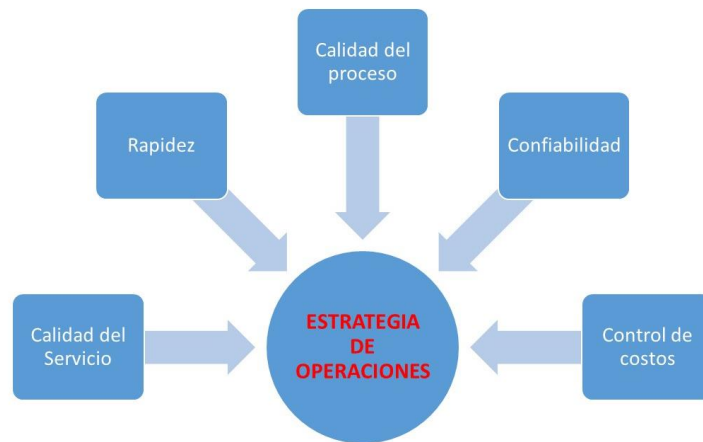 Calidad del
proceso
Rapidez
Confiabilidad
Calidad del
Servicio
ESTRATEGIA
DE
OPERACIONES
Control de
costos